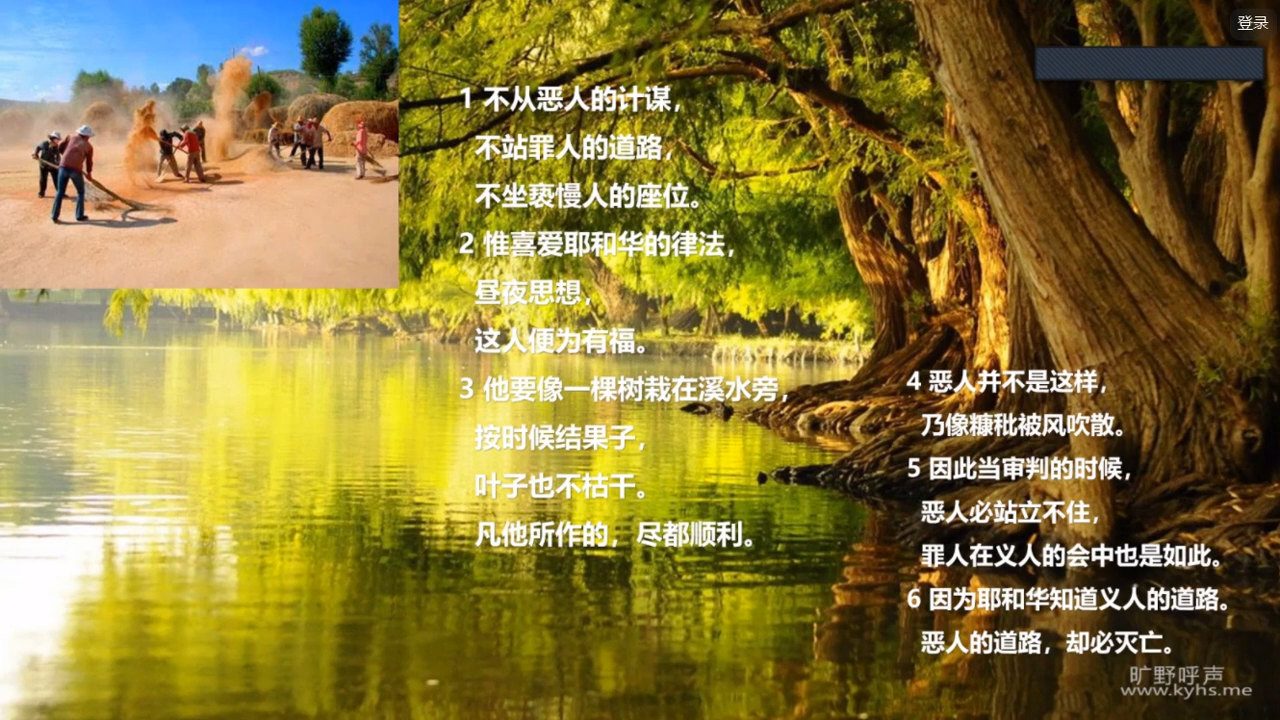 登录
1 不从恶人的计谋，
不站罪人的道路，
不坐亵慢人的座位。
2 惟喜爱耶和华的律法，
昼夜思想，
这人便为有福。
3 他要像一棵树栽在溪水旁，
按时候结果子，
叶子也不枯干。
凡他所作的，尽都顺利。
4 恶人并不是这样，
乃像糠秕被风吹散。
5 因此当审判的时候，
恶人必站立不住，
罪人在义人的会中也是如此。
6 因为耶和华知道义人的道路。
恶人的道路，却必灭亡。
旷野呼声
www.kyhs.me